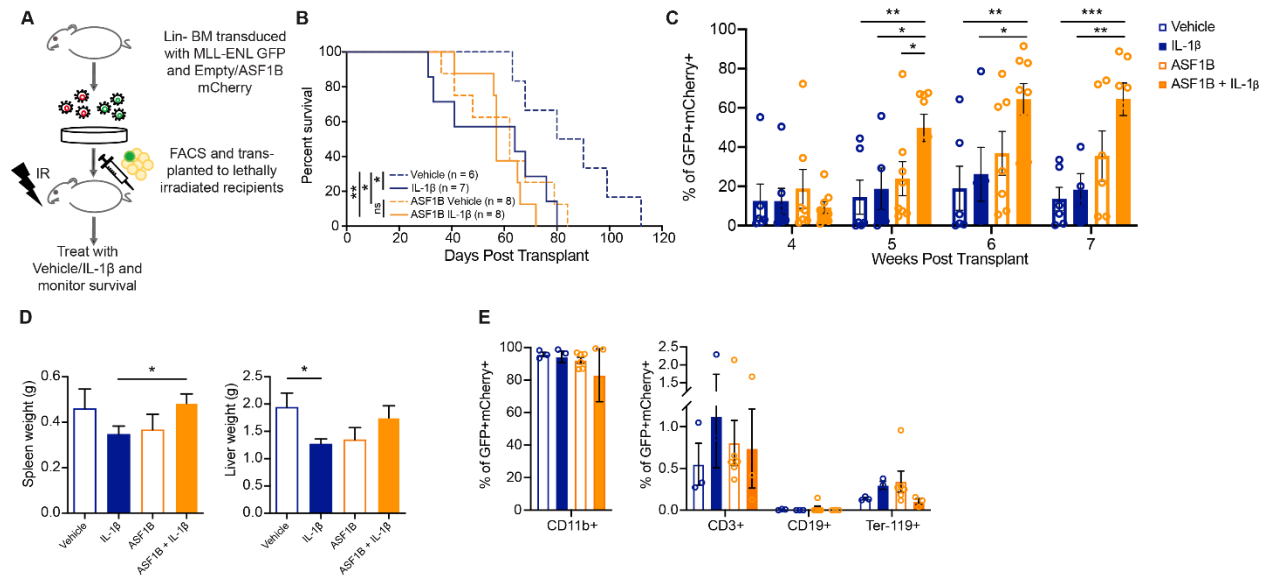 A
Lin- BM transduced
with MLL-ENL GFP
and Empty/ASF1B
mCherry
IR
FACS and trans-
planted to lethally
irradiated recipients
Treat with
Vehicle/IL-1β and
monitor survival
B
Percent survival
100
80
60
40
20
0
** * *
ns
Vehicle (n = 6)
IL-1β (n = 7)
ASF1B Vehicle (n = 8)
ASF1B IL-1β (n = 8)
0 20 40 60 80 100 120
Days Post Transplant
C
% of GFP+mCherry+
100
80
60
40
20
0
** ** ***
* * **
*
4 5 6 7
Weeks Post Transplant
Vehicle
IL-1β
ASF1B
ASF1B + IL-1β
D
Spleen weight (g)
0.6
0.4
0.2
0.0
*
Vehicle
IL-1β
ASF1B
ASF1B + IL-1β
Liver weight (g)
2.5
2.0
1.5
1.0
0.5
0.0
*
Vehicle
IL-1β
ASF1B
ASF1B + IL-1β
E
% of GFP+mCherry+
100
80
60
40
20
0
CD11b+
% of GFP+mCherry+
2.5
2.0
1.5
1.0
0.5
0.0
CD3+ CD19+ Ter-119+